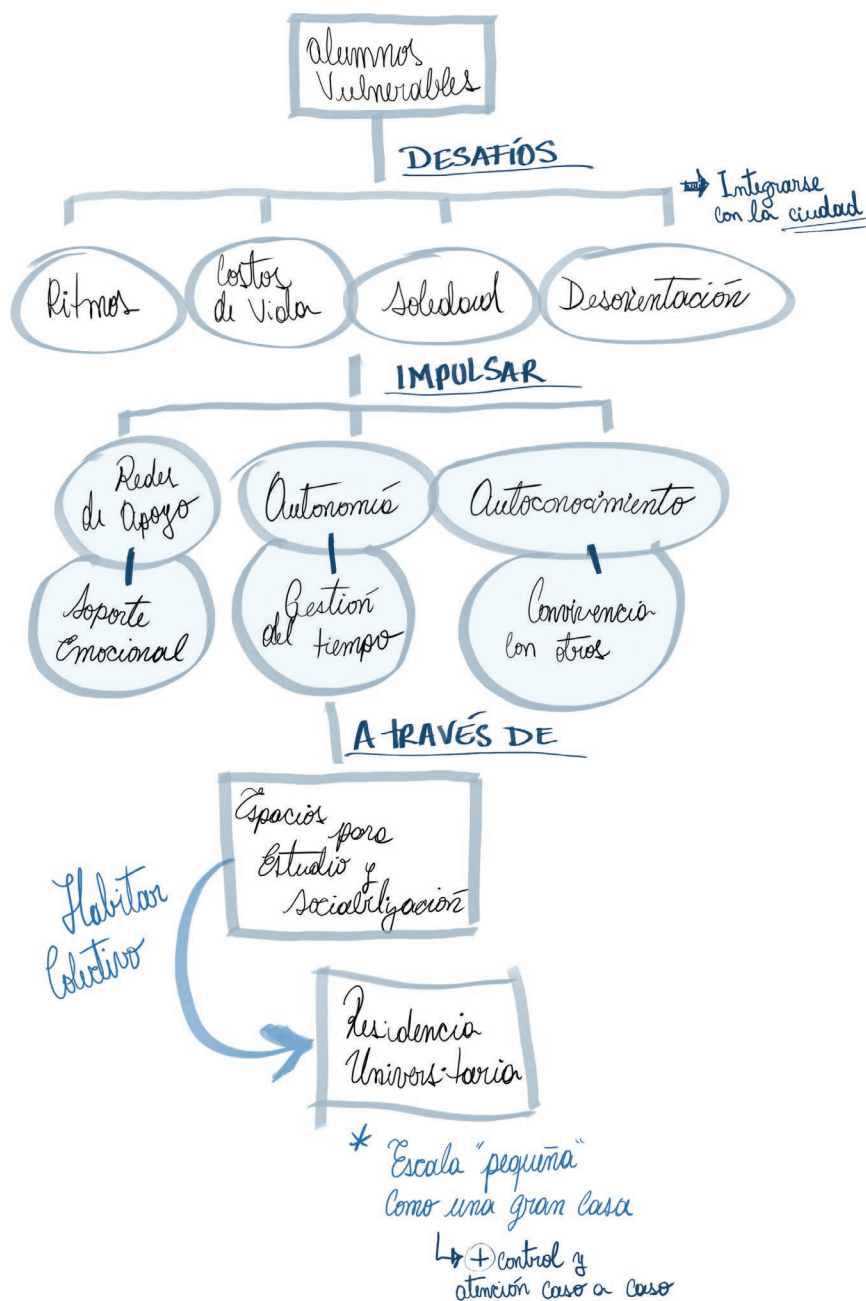 alumnos
Vulnerables
DESAFÍOS
⇒ Integrarse
con la ciudad
Ritmos
Costos
de Vida
Soledad
Desorientación
IMPULSAR
Redes
de Apoyo
Autonomía
Autoconocimiento
Soporte
Emocional
Gestión
del tiempo
Convivencia
con otros
A TRAVÉS DE
Espacios
para
Estudio y
socialización
Habitar
Colectivo
Residencia
Universitaria
* Escala "pequeña"
Como una gran casa
↳ + control y
atención caso a caso